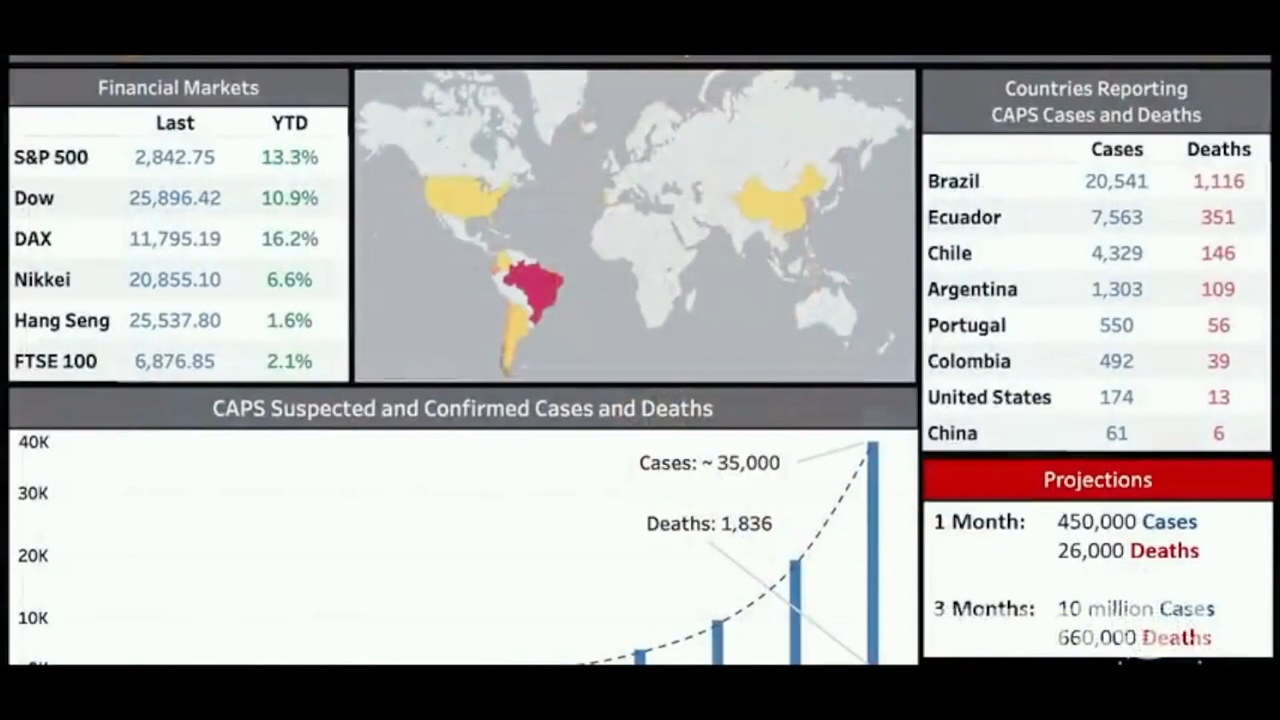 Financial Markets
Last YTD
S&P 500 2,842.75 13.3%
Dow 25,896.42 10.9%
DAX 11,795.19 16.2%
Nikkei 20,855.10 6.6%
Hang Seng 25,537.80 1.6%
FTSE 100 6,876.85 2.1%
Countries Reporting
CAPS Cases and Deaths
Cases Deaths
Brazil 20,541 1,116
Ecuador 7,563 351
Chile 4,329 146
Argentina 1,303 109
Portugal 550 56
Colombia 492 39
United States 174 13
China 61 6
CAPS Suspected and Confirmed Cases and Deaths
40K
30K
20K
10K
Cases: ~ 35,000
Deaths: 1,836
Projections
1 Month: 450,000 Cases
26,000 Deaths
3 Months: 10 million Cases
660,000 Deaths